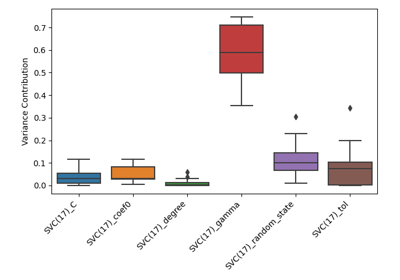 Variance Contribution
0.7
0.6
0.5
0.4
0.3
0.2
0.1
0.0
SVC(17)_C
SVC(17)_coef0
SVC(17)_degree
SVC(17)_gamma
SVC(17)_random_state
SVC(17)_tol